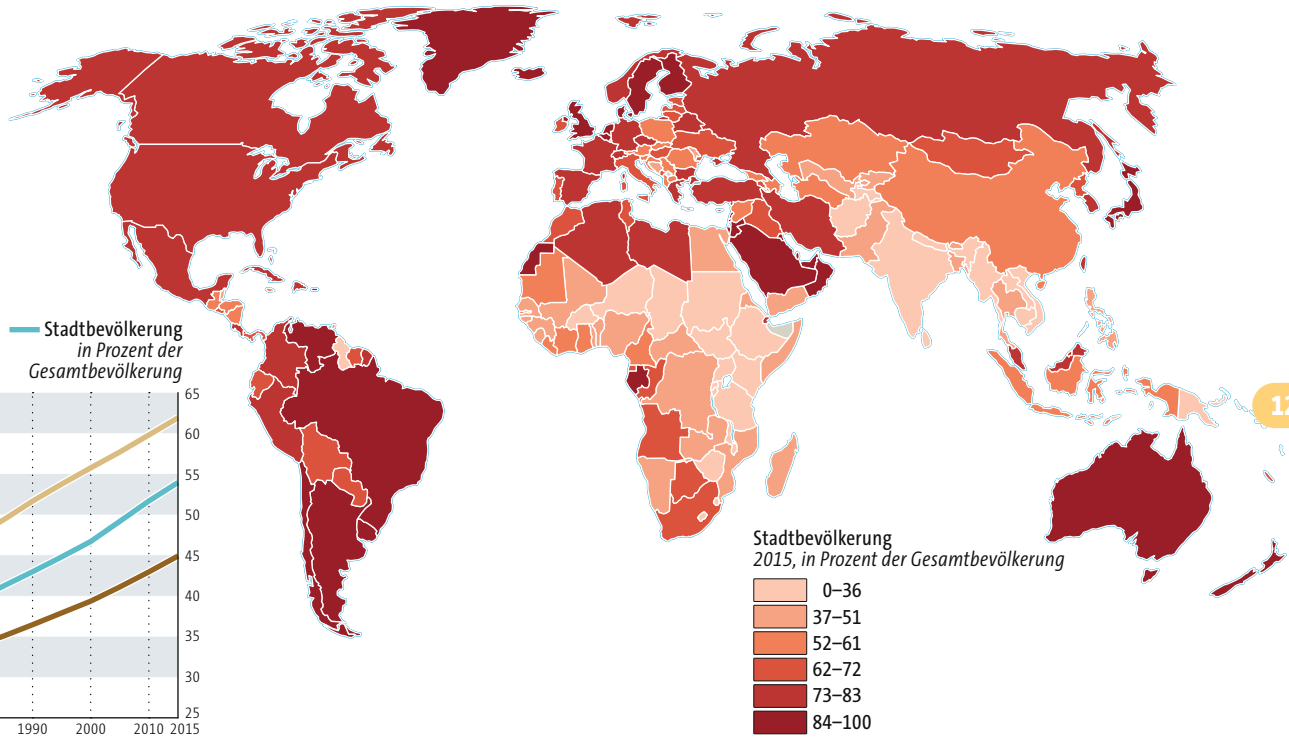 Stadtbevölkerung
in Prozent der
Gesamtbevölkerung
65
60
55
50
45
40
35
30
25
1990 2000 2010 2015
Stadtbevölkerung
2015, in Prozent der Gesamtbevölkerung
0–36
37–51
52–61
62–72
73–83
84–100
12